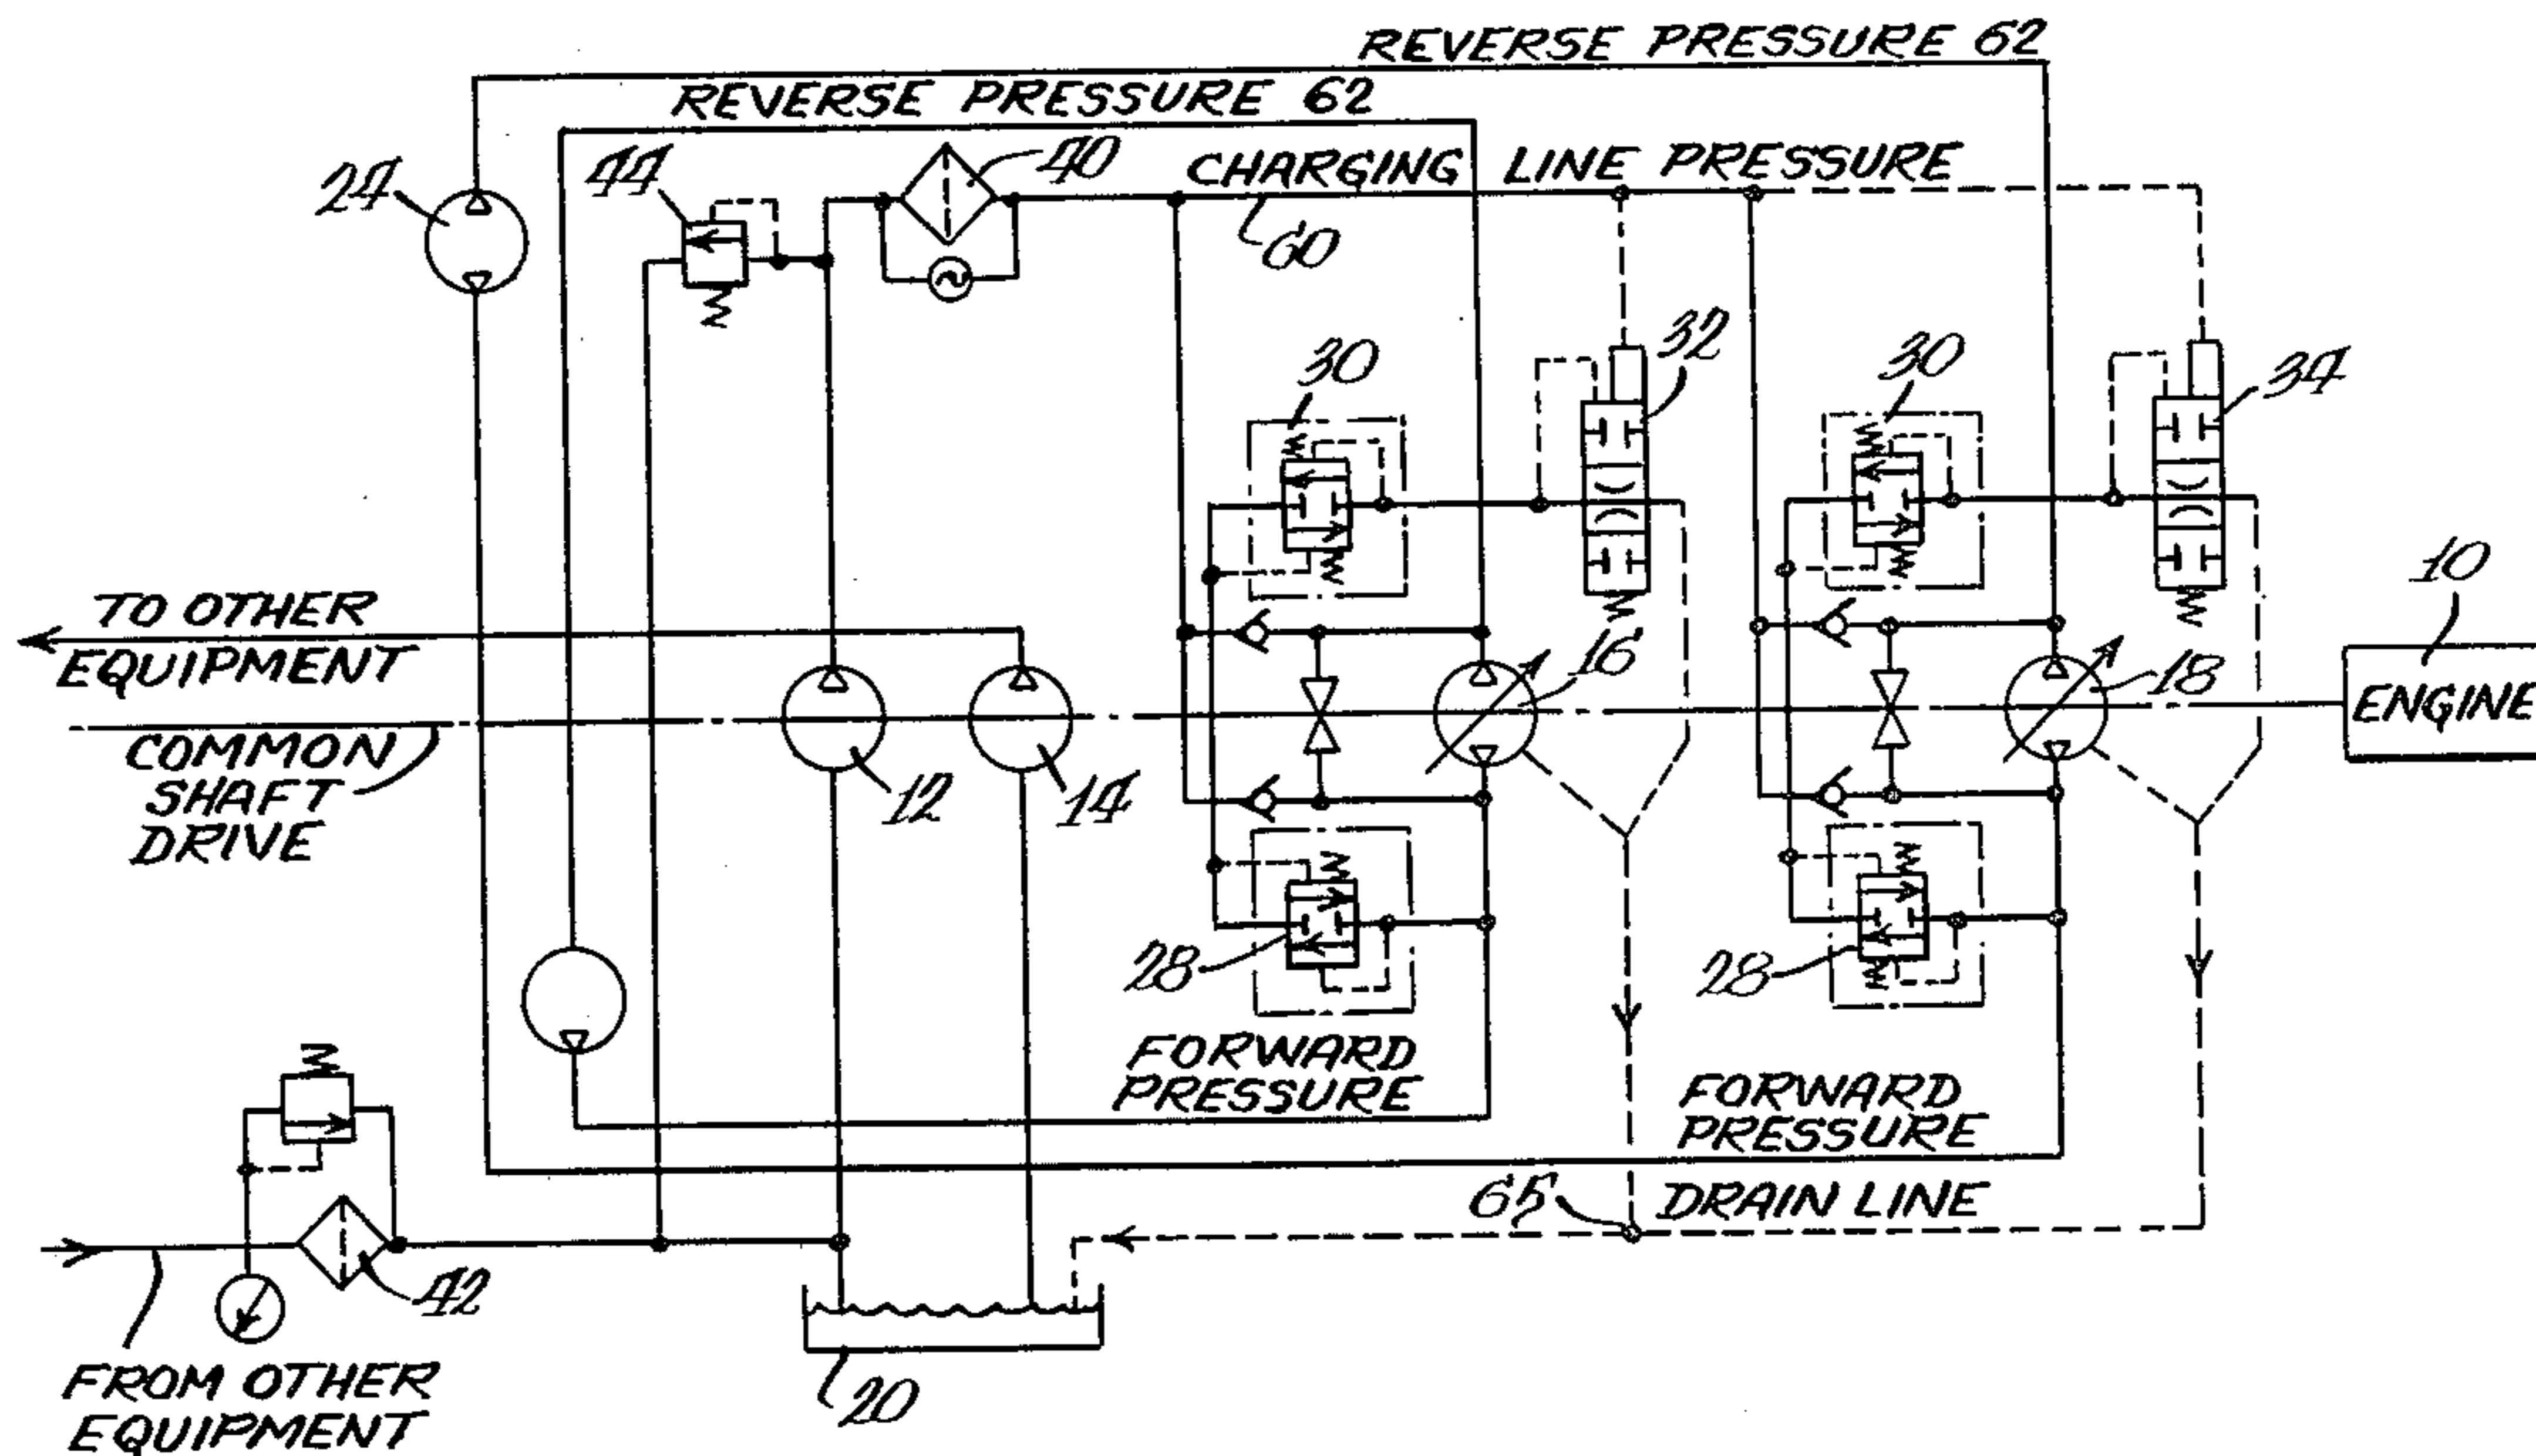 REVERSE PRESSURE 62
REVERSE PRESSURE 62
24
44
40
CHARGING LINE PRESSURE
60
30
32
30
34
10
TO OTHER
EQUIPMENT
16
18
ENGINE
COMMON
SHAFT
DRIVE
12
14
28
28
FORWARD
PRESSURE
FORWARD
PRESSURE
65
DRAIN LINE
42
20
FROM OTHER
EQUIPMENT